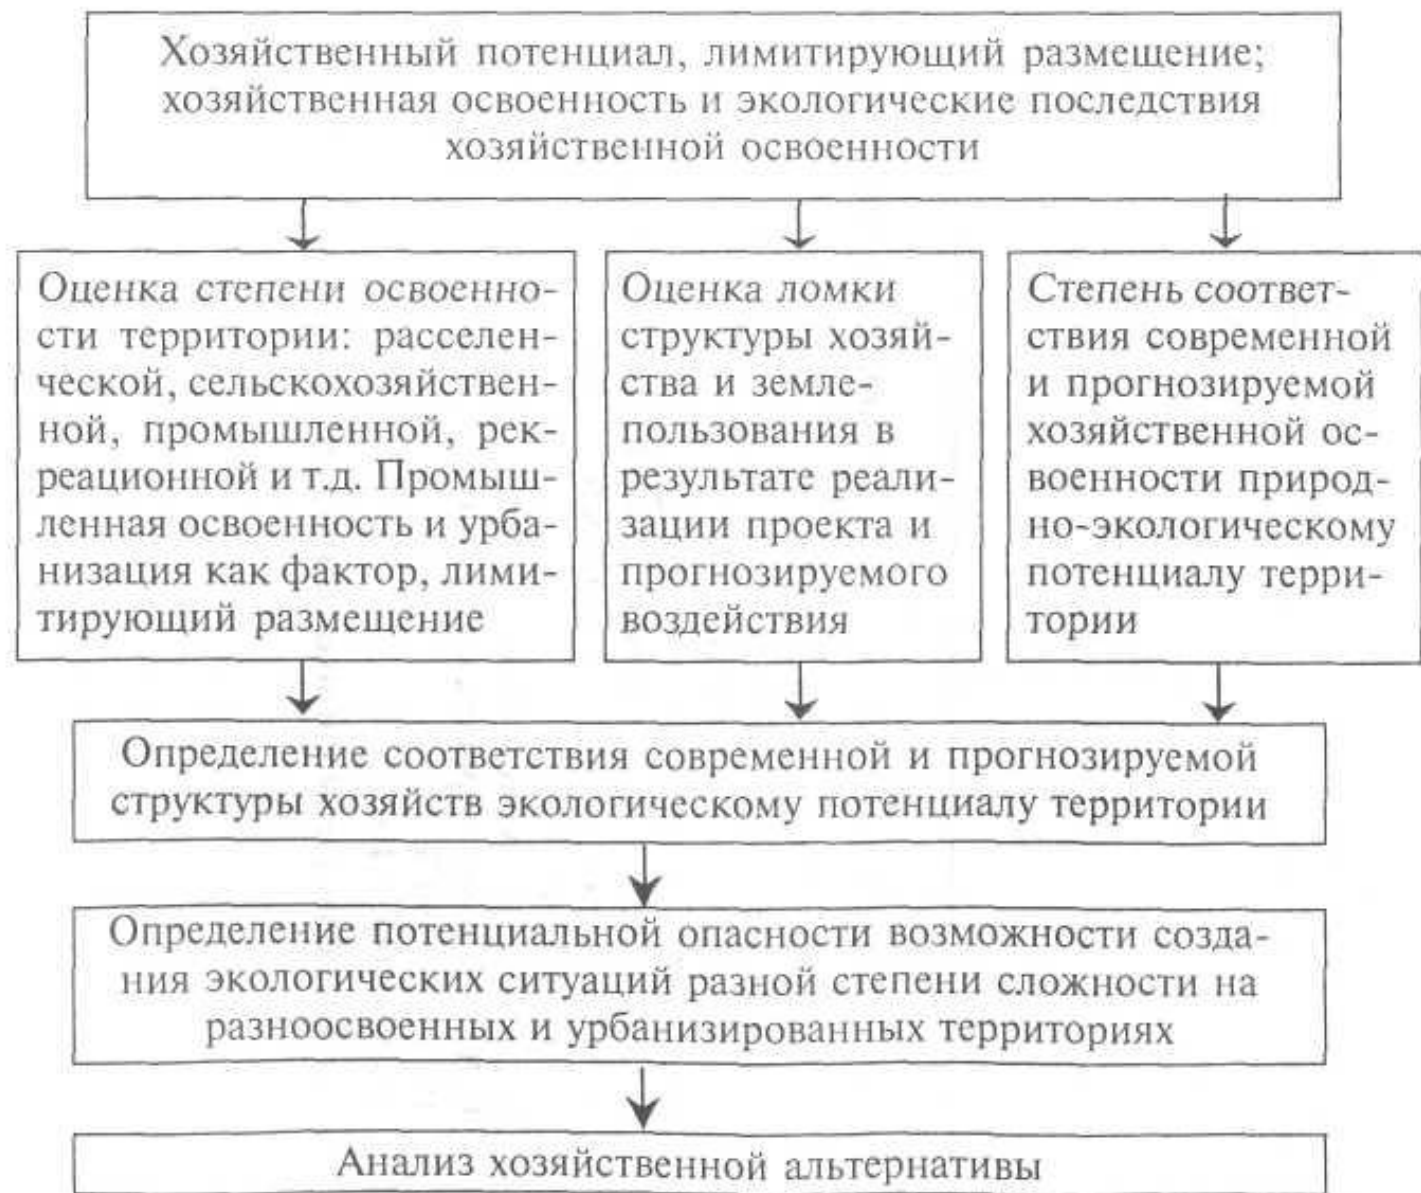 Хозяйственный потенциал, лимитирующий размещение;
хозяйственная освоенность и экологические последствия
хозяйственной освоенности
Оценка степени освоенно-
сти территории: расселен-
ческой, сельскохозяйствен-
ной, промышленной, рек-
реационной и т.д. Промыш-
ленная освоенность и урба-
низация как фактор, лими-
тирующий размещение
Оценка ломки
структуры хозяй-
ства и земле-
пользования в
результате реали-
зации проекта и
прогнозируемого
воздействия
Степень соответ-
ствия современной
и прогнозируемой
хозяйственной ос-
военности природ-
но-экологическому
потенциалу терри-
тории
Определение соответствия современной и прогнозируемой
структуры хозяйств экологическому потенциалу территории
Определение потенциальной опасности возможности созда-
ния экологических ситуаций разной степени сложности на
разноосвоенных и урбанизированных территориях
Анализ хозяйственной альтернативы